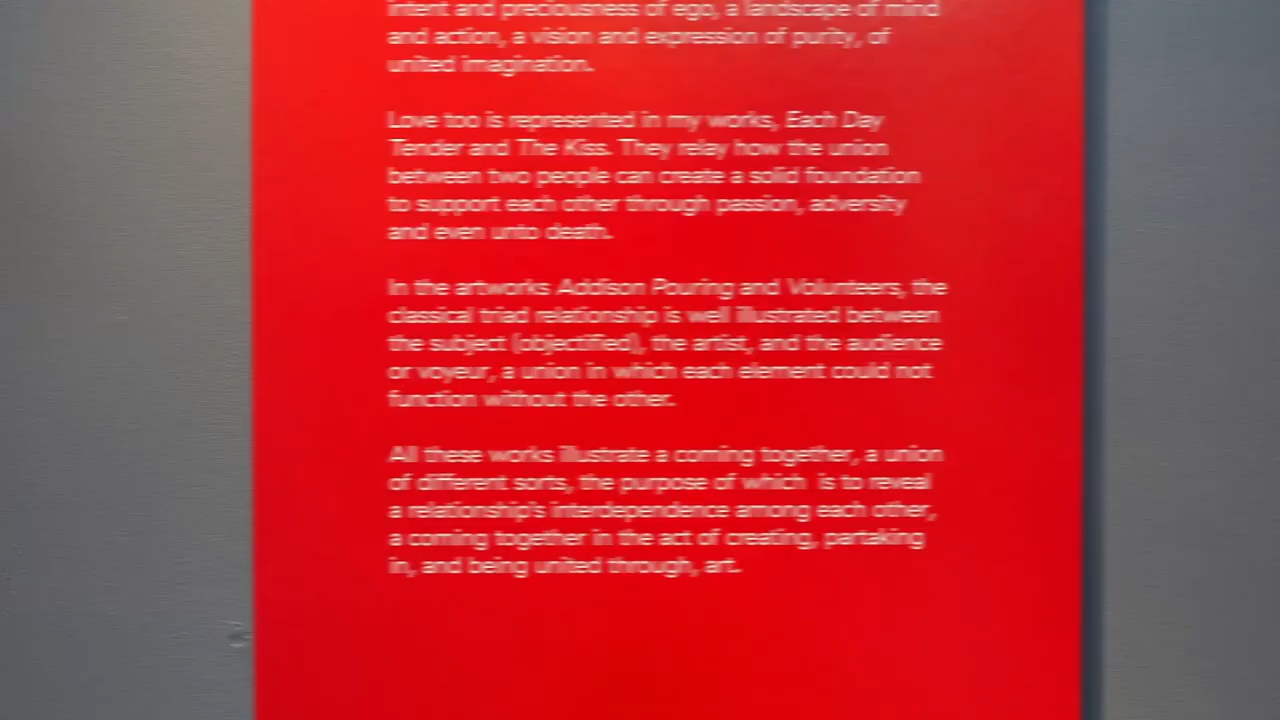 intent and preciousness of ego, a landscape of mind
and action, a vision and expression of purity, of
united imagination.
Love too is represented in my works, Each Day
Tender and The Kiss. They relay how the union
between two people can create a solid foundation
to support each other through passion, adversity
and even unto death.
In the artworks Addison Pouring and Volunteers, the
classical triad relationship is well illustrated between
the subject (objectified), the artist, and the audience
or voyeur, a union in which each element could not
function without the other.
All these works illustrate a coming together, a union
of different sorts, the purpose of which is to reveal
a relationship's interdependence among each other,
a coming together in the act of creating, partaking
in, and being united through, art.